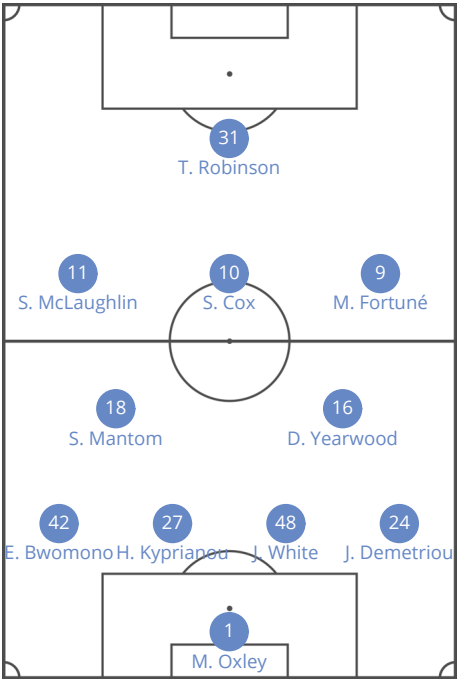 31
T. Robinson
11 10 9
S. McLaughlin S. Cox M. Fortuné
18 16
S. Mantom D. Yearwood
42 27 48 24
E. Bwomono H. Kyprianou J. White J. Demetriou
1
M. Oxley